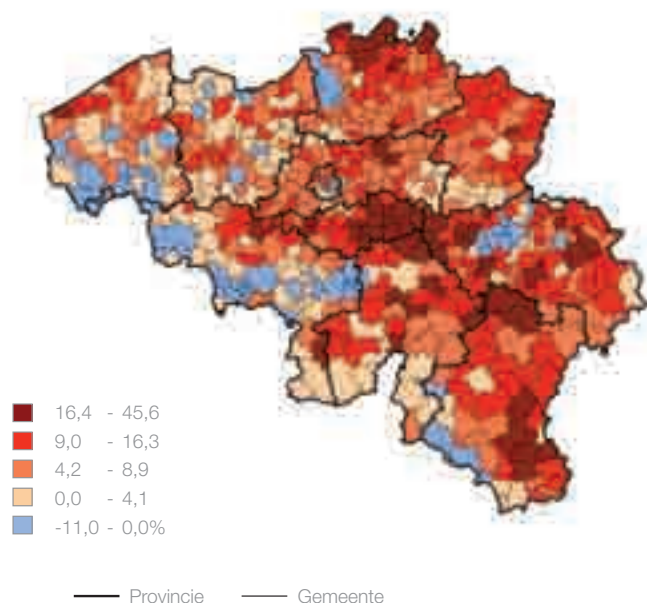 16,4 - 45,6
9,0 - 16,3
4,2 - 8,9
0,0 - 4,1
-11,0 - 0,0%
Provincie Gemeente